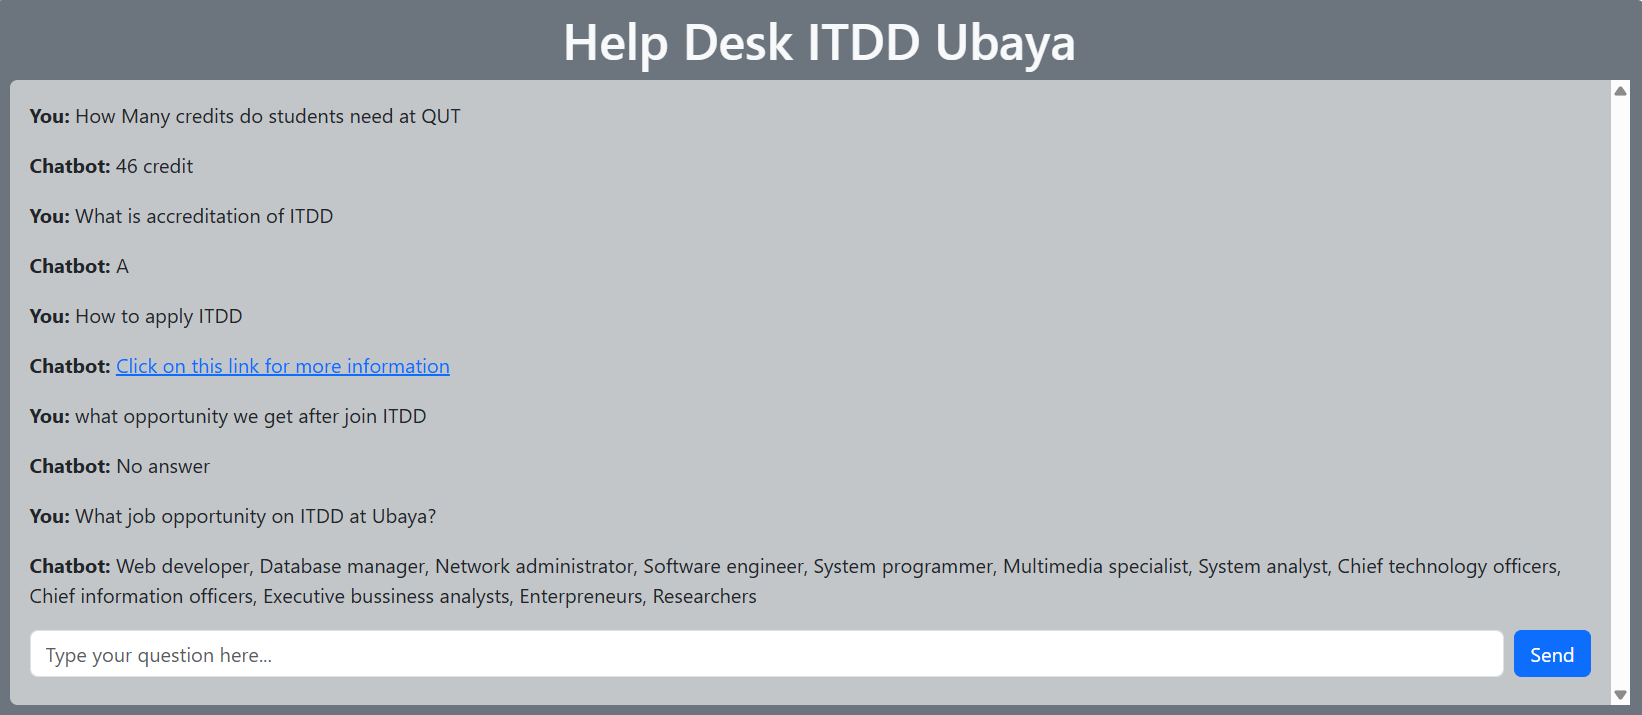 Help Desk ITDD Ubaya
You: How Many credits do students need at QUT
Chatbot: 46 credit
You: What is accreditation of ITDD
Chatbot: A
You: How to apply ITDD
Chatbot: Click on this link for more information
You: what opportunity we get after join ITDD
Chatbot: No answer
You: What job opportunity on ITDD at Ubaya?
Chatbot: Web developer, Database manager, Network administrator, Software engineer, System programmer, Multimedia specialist, System analyst, Chief technology officers,
Chief information officers, Executive bussiness analysts, Enterpreneurs, Researchers
Type your question here...
Send